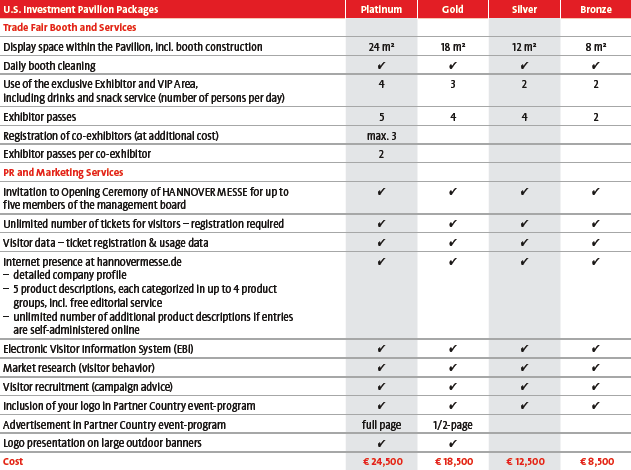 U.S. Investment Pavilion Packages Platinum Gold Silver Bronze
Trade Fair Booth and Services
Display space within the Pavilion, incl. booth construction 24 m² 18 m² 12 m² 8 m²
Daily booth cleaning ✔ ✔ ✔ ✔
Use of the exclusive Exhibitor and VIP Area, 4 3 2 2
including drinks and snack service (number of persons per day)
Exhibitor passes 5 4 4 2
Registration of co-exhibitors (at additional cost) max. 3
Exhibitor passes per co-exhibitor 2
PR and Marketing Services
Invitation to Opening Ceremony of HANNOVER MESSE for up to ✔ ✔ ✔ ✔
five members of the management board
Unlimited number of tickets for visitors – registration required ✔ ✔ ✔ ✔
Visitor data – ticket registration & usage data ✔ ✔ ✔ ✔
Internet presence at hannovermesse.de ✔ ✔ ✔ ✔
– detailed company profile
– 5 product descriptions, each categorized in up to 4 product
groups, incl. free editorial service
– unlimited number of additional product descriptions if entries
are self-administered online
Electronic Visitor Information System (EBI) ✔ ✔ ✔ ✔
Market research (visitor behavior) ✔ ✔ ✔ ✔
Visitor recruitment (campaign advice) ✔ ✔ ✔ ✔
Inclusion of your logo in Partner Country event-program ✔ ✔ ✔ ✔
Advertisement in Partner Country event-program full page 1/2-page
Logo presentation on large outdoor banners ✔ ✔
Cost € 24,500 € 18,500 € 12,500 € 8,500